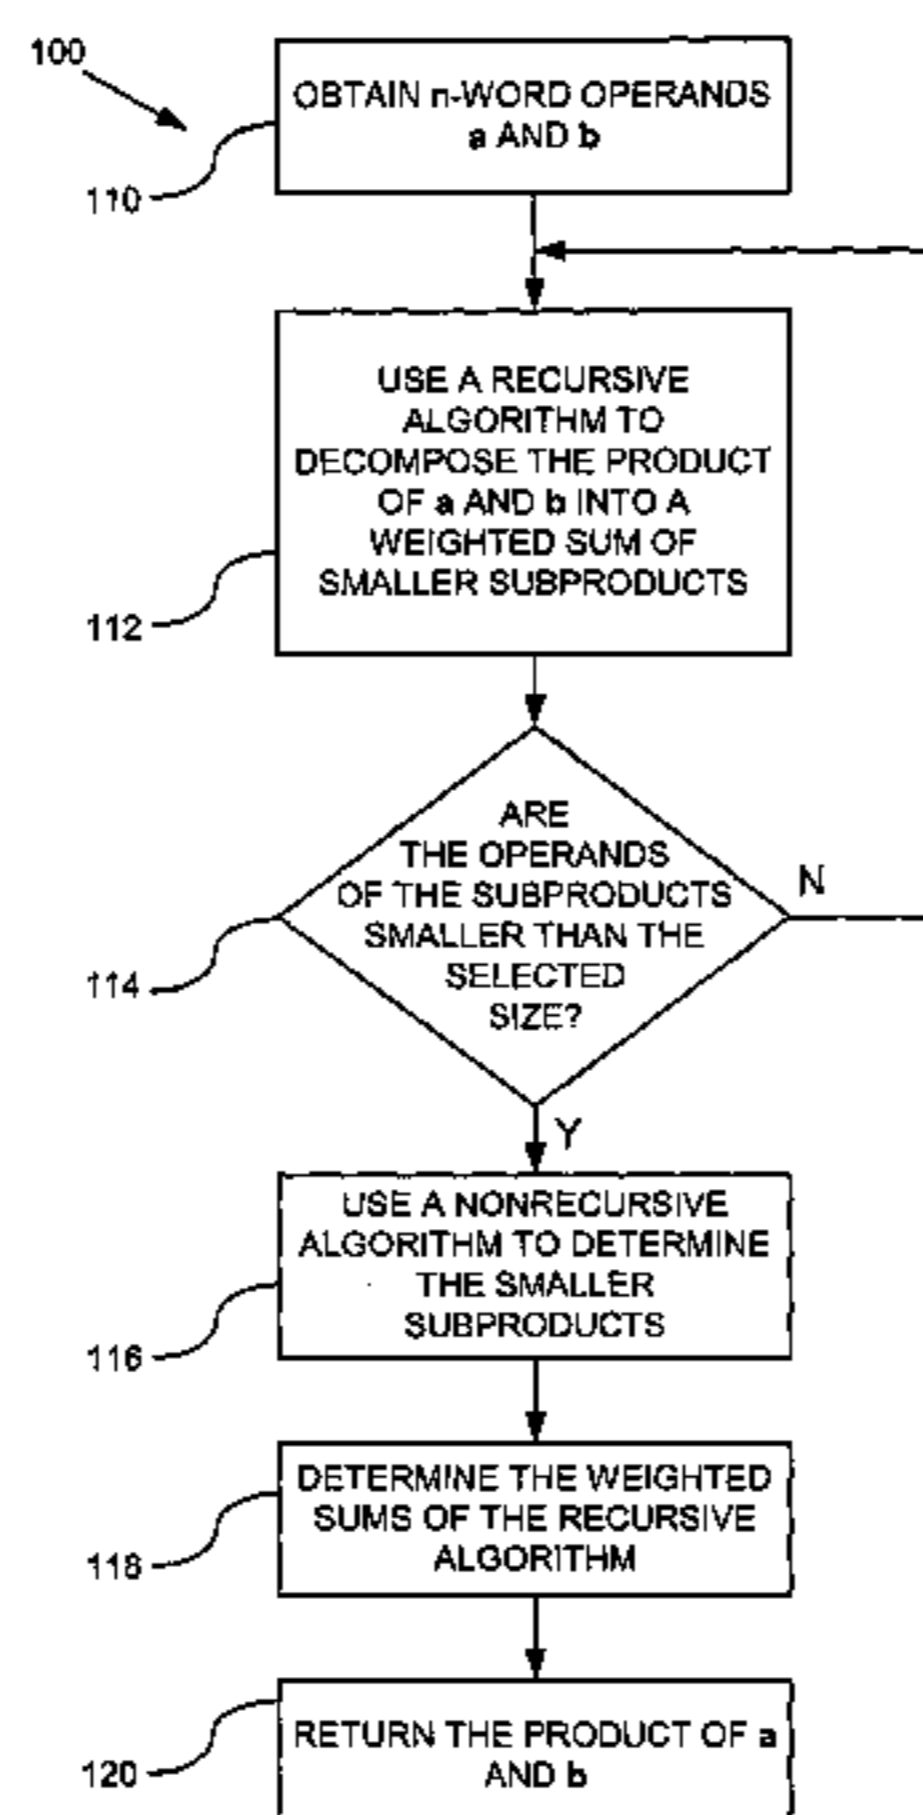 100
OBTAIN n-WORD OPERANDS
a AND b
110
USE A RECURSIVE
ALGORITHM TO
DECOMPOSE THE PRODUCT
OF a AND b INTO A
WEIGHTED SUM OF
SMALLER SUBPRODUCTS
112
ARE
THE OPERANDS
OF THE SUBPRODUCTS
SMALLER THAN THE
SELECTED
SIZE?
N
114
Y
USE A NONRECURSIVE
ALGORITHM TO DETERMINE
THE SMALLER
SUBPRODUCTS
116
DETERMINE THE WEIGHTED
SUMS OF THE RECURSIVE
ALGORITHM
118
RETURN THE PRODUCT OF a
AND b
120